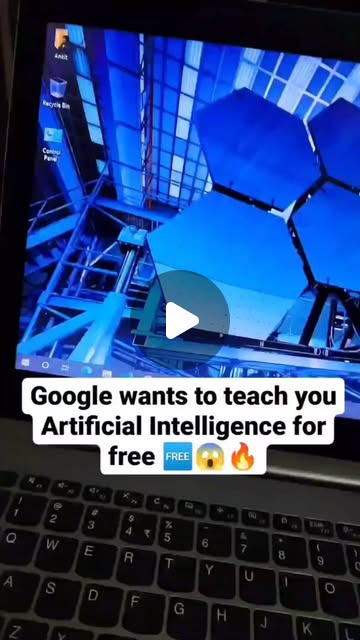 Ankit
Recycle Bin
Control
Panel
Google wants to teach you
Artificial Intelligence for
free 🆓😱🔥
! @ # $ ₹ % ^ & * (
1 2 3 4 5 6 7 8 9
Q W E R T Y U I O
A S D F G H J K L